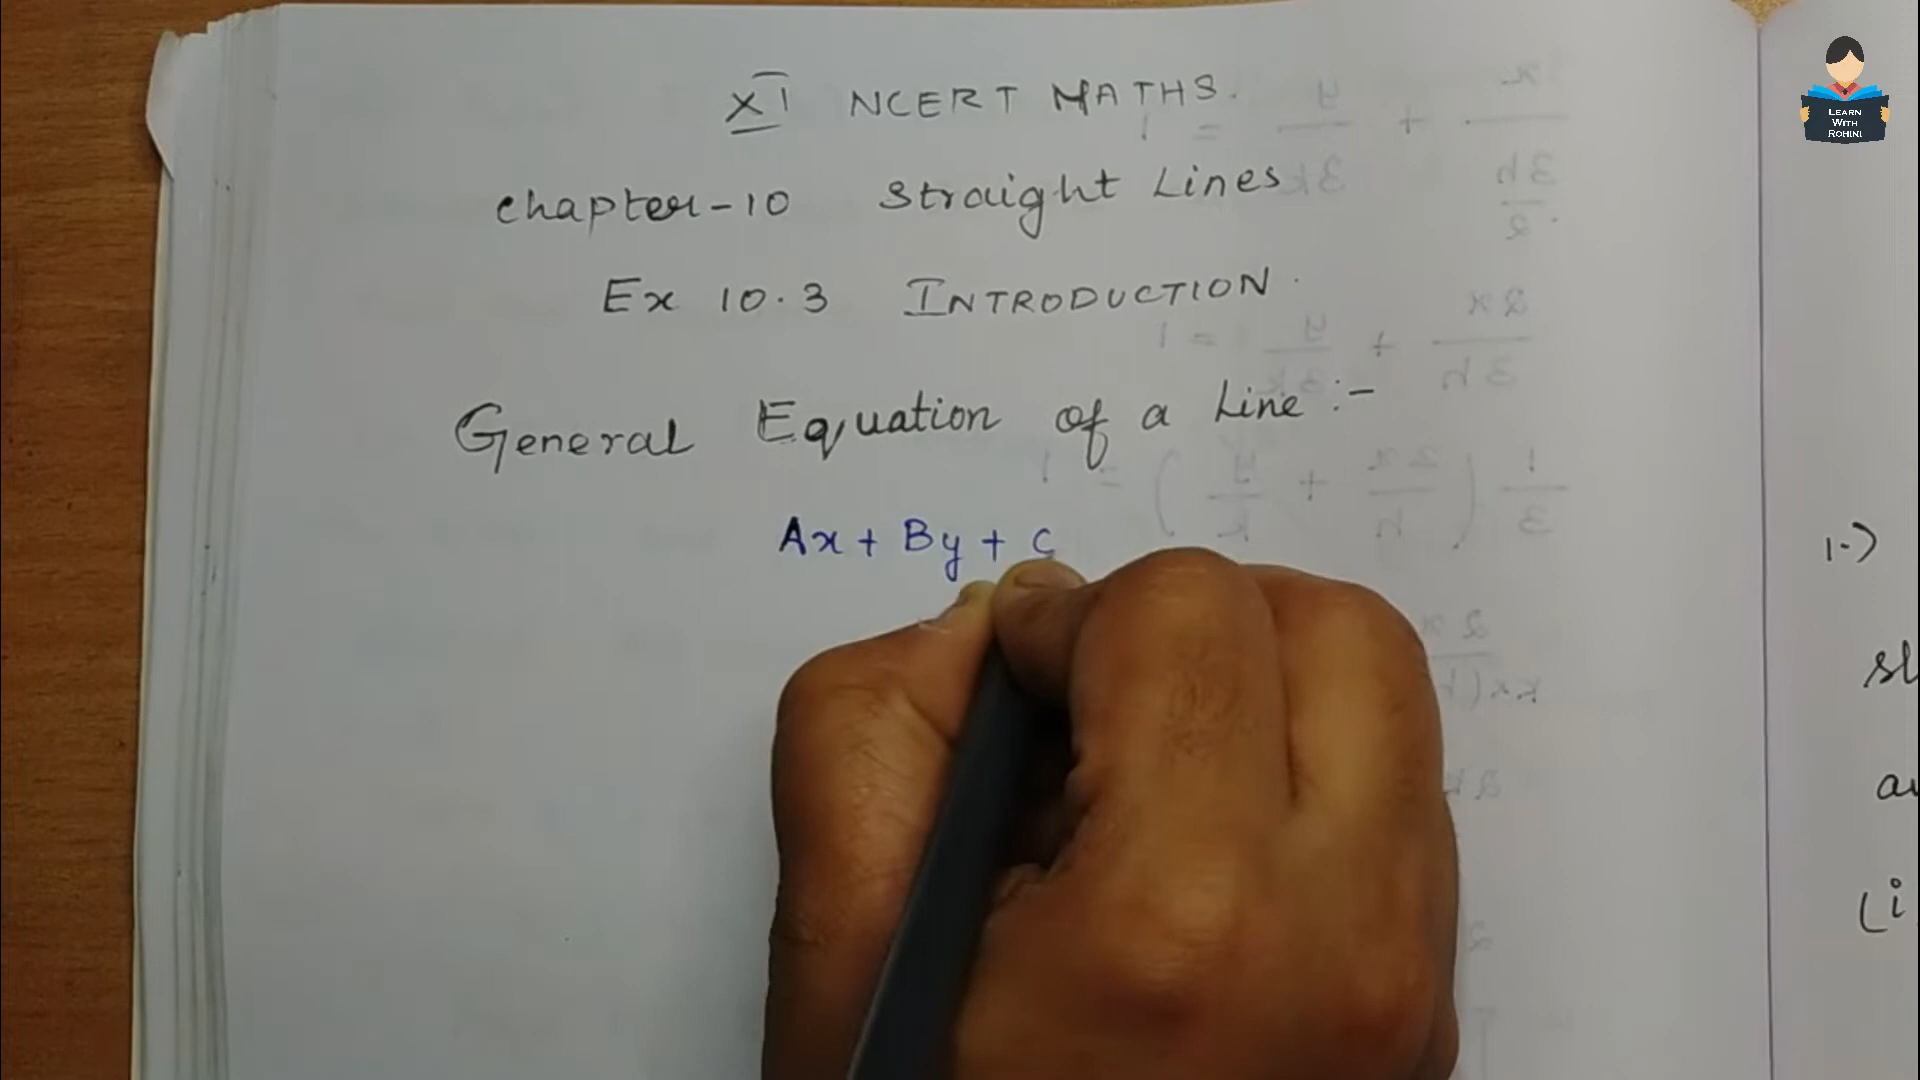 XI NCERT MATHS.
Chapter-10 Straight Lines
Ex 10.3 INTRODUCTION.
General Equation of a Line :-
Ax + By + C
1.)
(i
LEARN
WITH
ROHINI